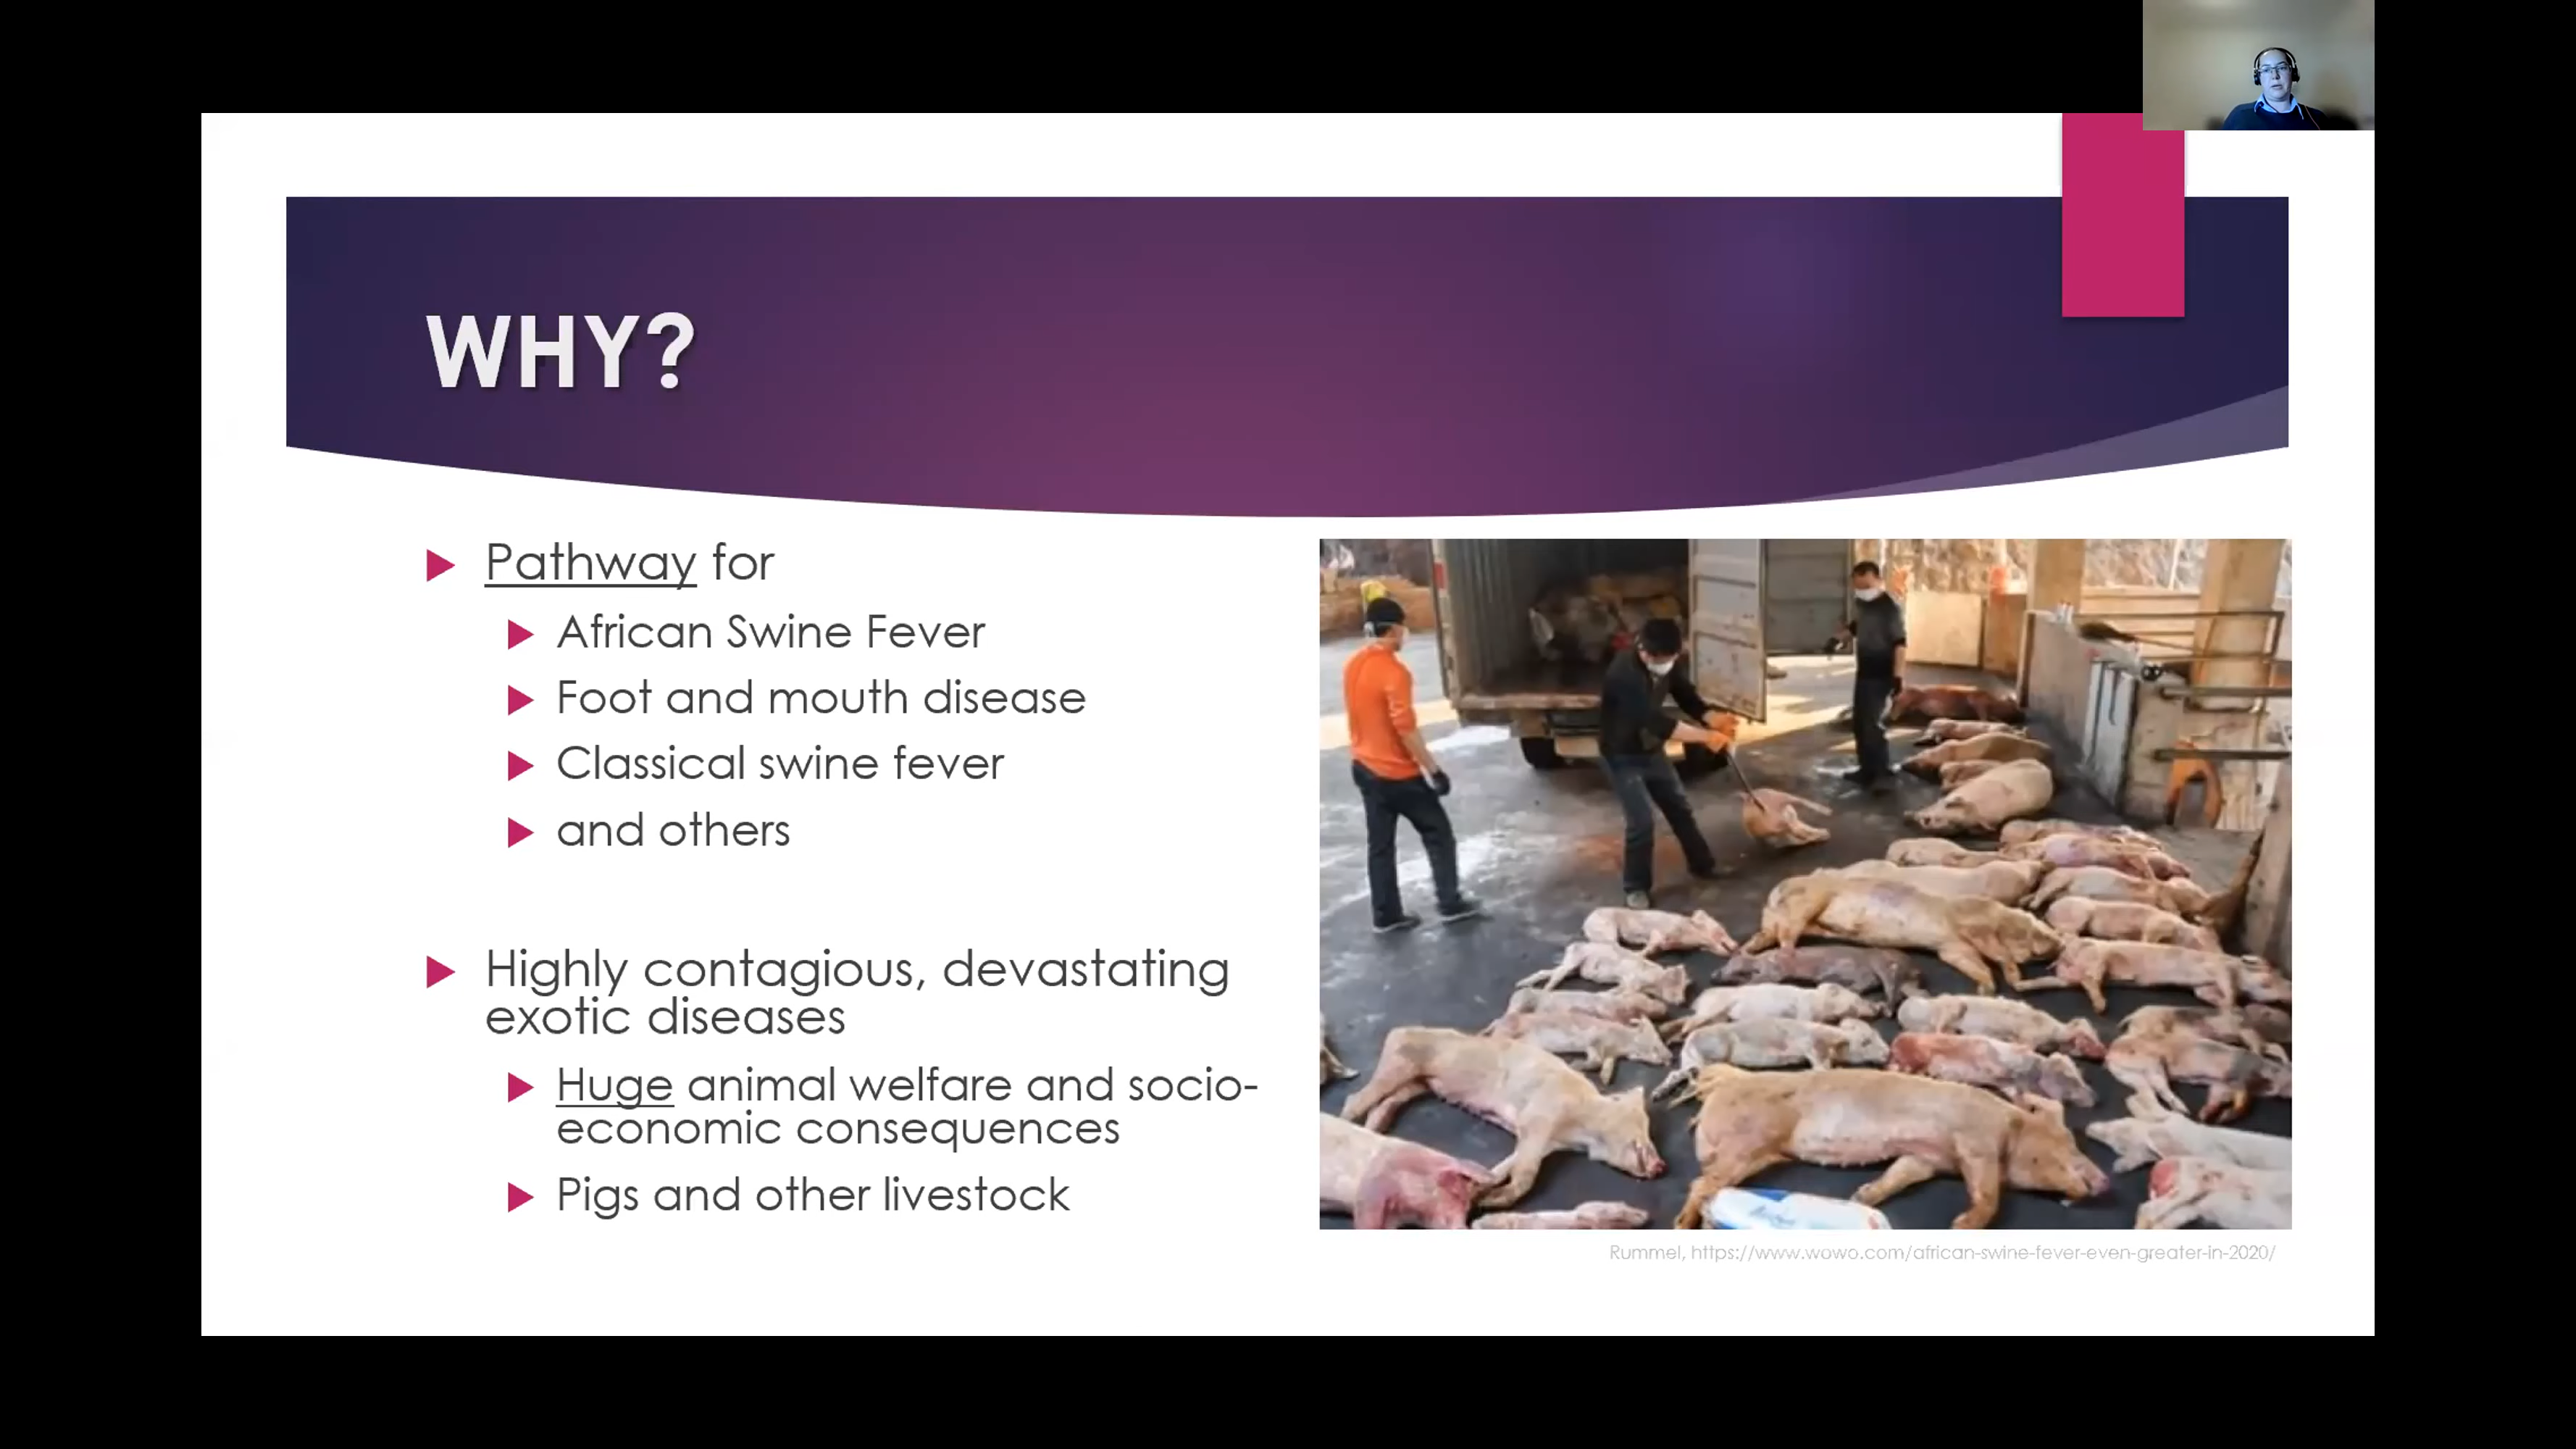 WHY?
Pathway for
African Swine Fever
Foot and mouth disease
Classical swine fever
and others
Highly contagious, devastating
exotic diseases
Huge animal welfare and socio-
economic consequences
Pigs and other livestock
Rummel, https://www.wowo.com/african-swine-fever-even-greater-in-2020/